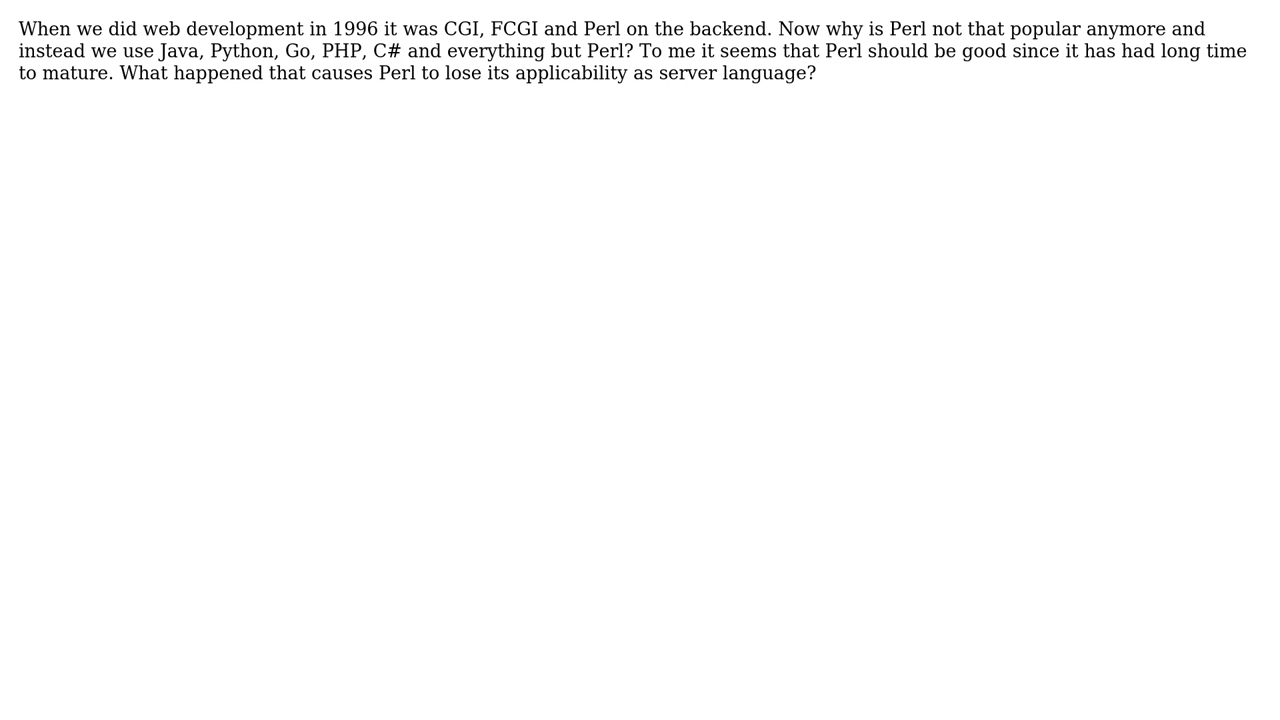 When we did web development in 1996 it was CGI, FCGI and Perl on the backend. Now why is Perl not that popular anymore and
instead we use Java, Python, Go, PHP, C# and everything but Perl? To me it seems that Perl should be good since it has had long time
to mature. What happened that causes Perl to lose its applicability as server language?